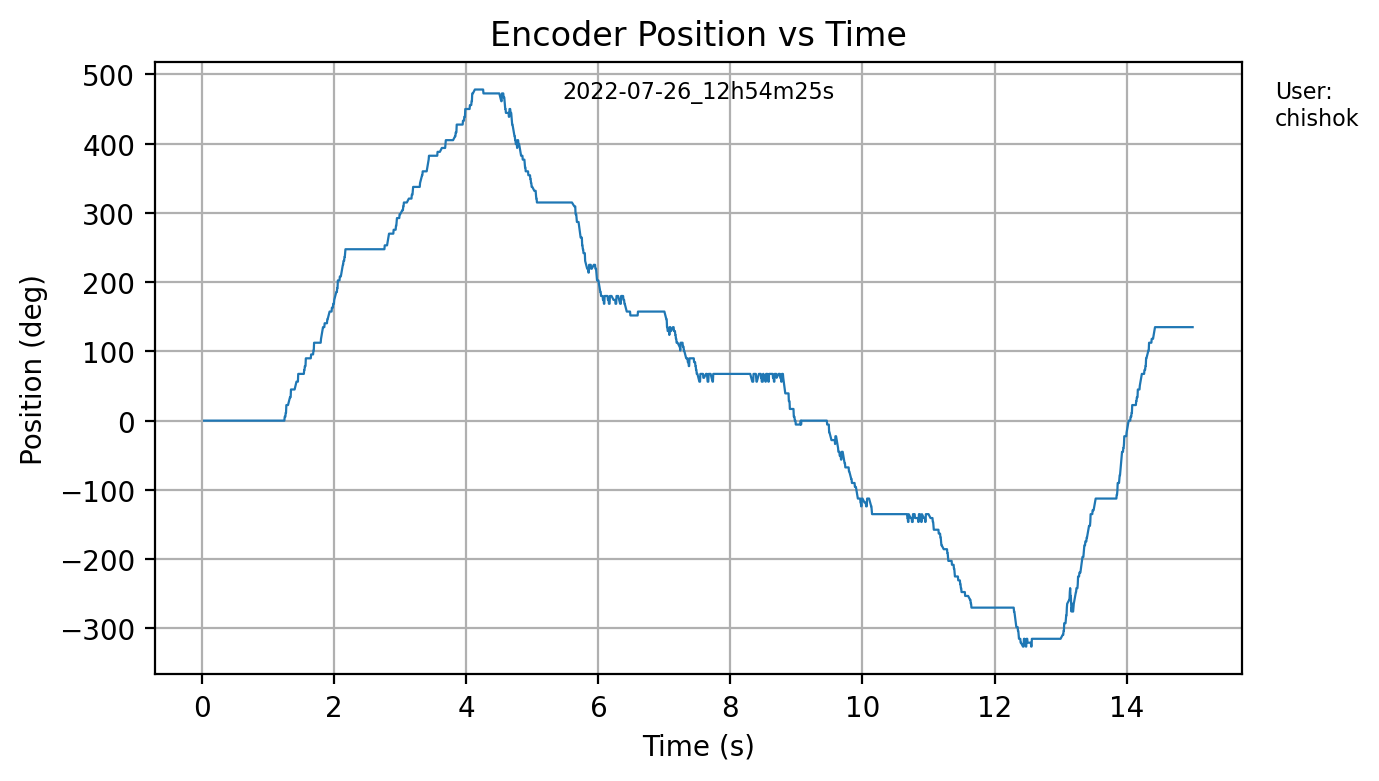 Encoder Position vs Time
2022-07-26_12h54m25s
User:
chishok
500
400
300
200
100
0
−100
−200
−300
Position (deg)
0 2 4 6 8 10 12 14
Time (s)